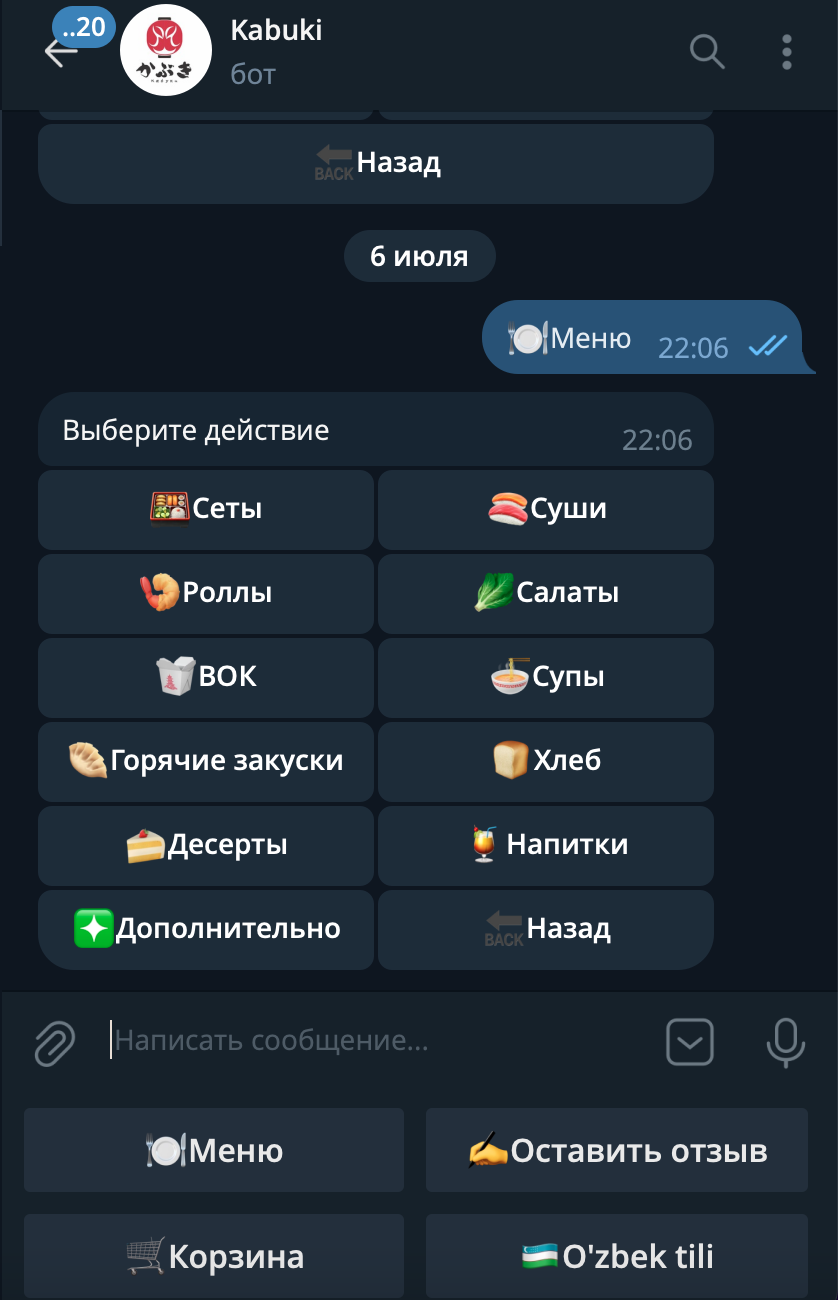 ..20
Kabuki
бот
かぶき
BACK Назад
6 июля
Меню 22:06
Выберите действие 22:06
Сеты Суши
Роллы Салаты
ВОК Супы
Горячие закуски Хлеб
Десерты Напитки
Дополнительно BACK Назад
Написать сообщение...
Меню Оставить отзыв
Корзина O'zbek tili